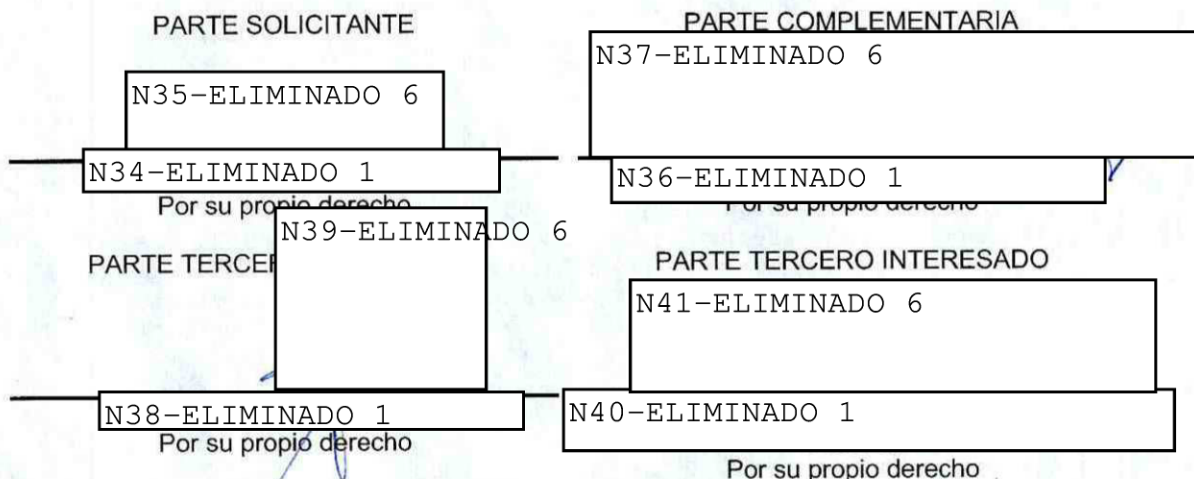 PARTE SOLICITANTE
PARTE COMPLEMENTARIA
N35-ELIMINADO 6
N37-ELIMINADO 6
N34-ELIMINADO 1
N36-ELIMINADO 1
Por su propio derecho
Por su propio derecho
N39-ELIMINADO 6
PARTE
PARTE TERCERO INTERESADO
N41-ELIMINADO 6
N38-ELIMINADO 1
N40-ELIMINADO 1
Por su propio derecho
Por su propio derecho